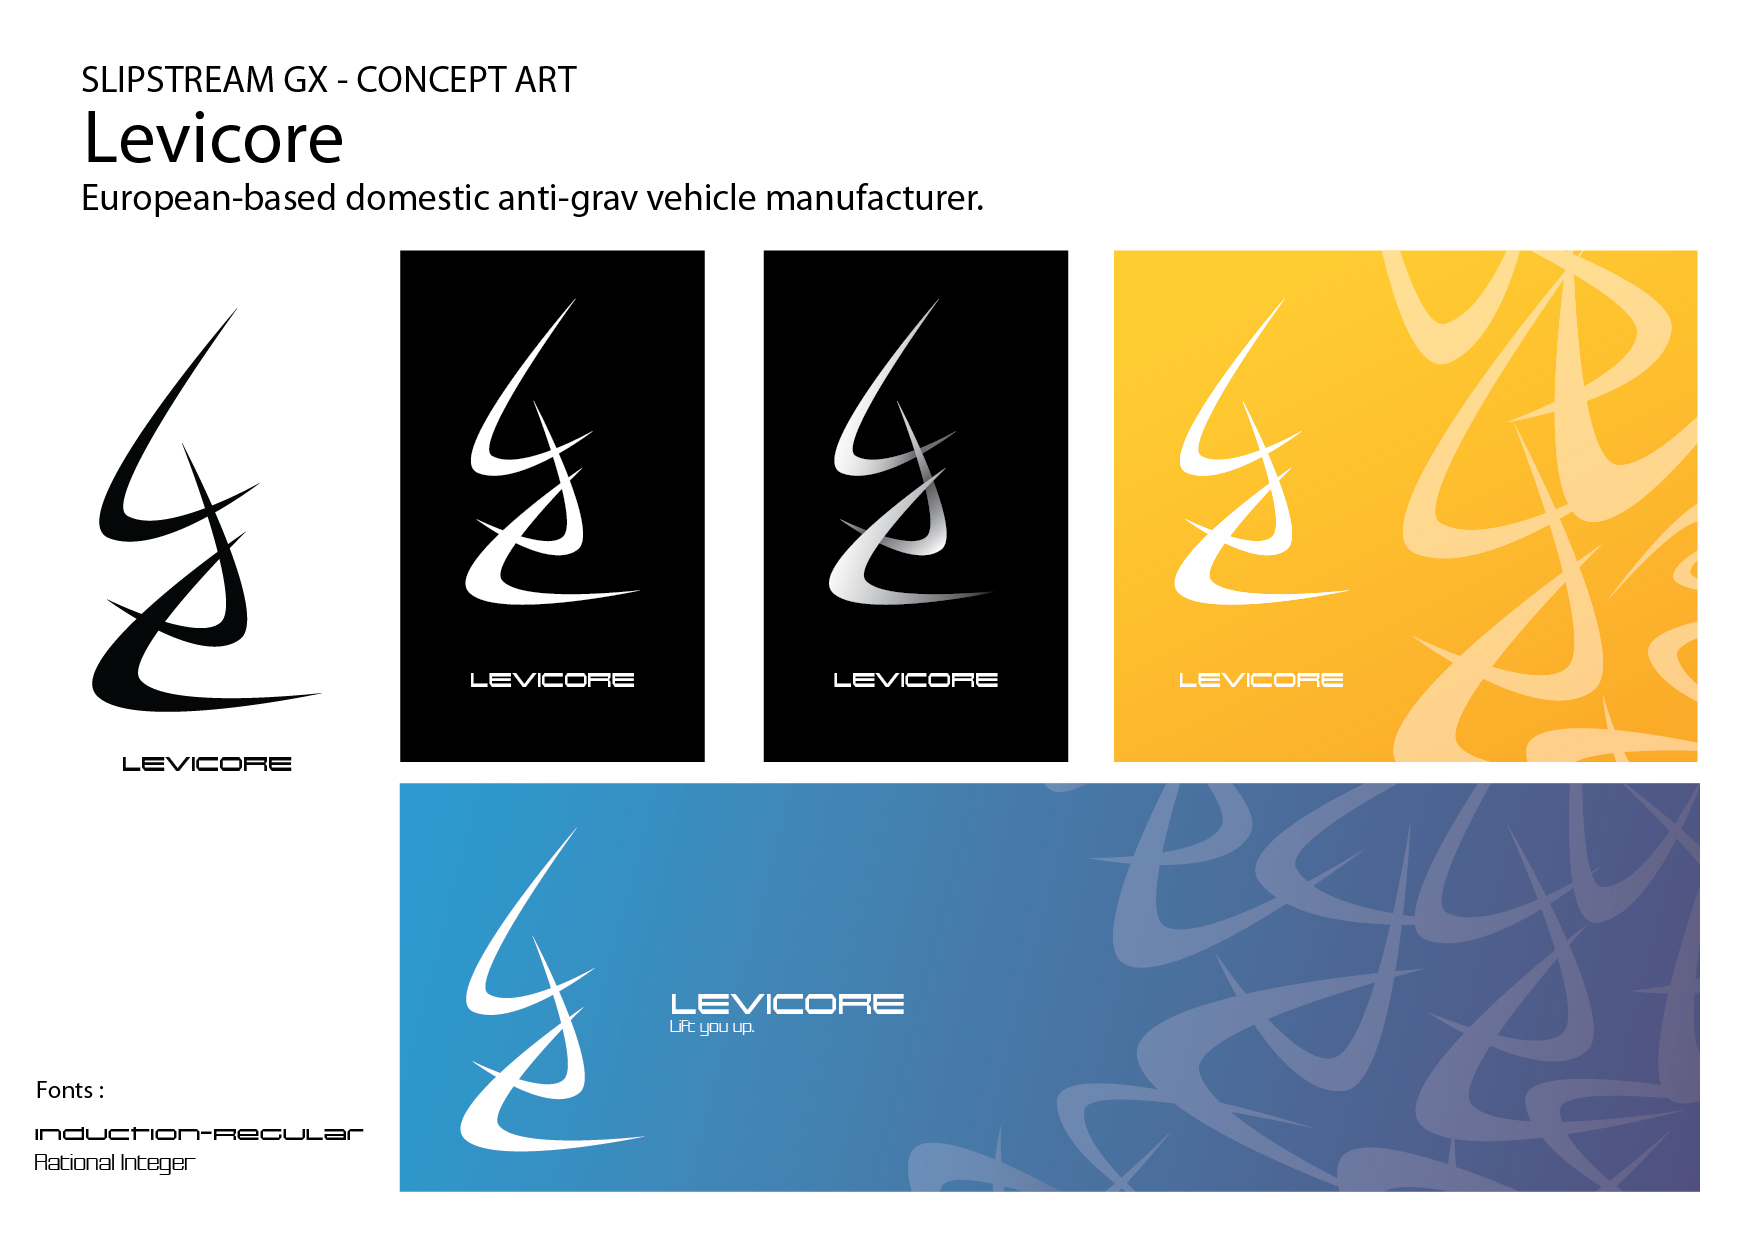 SLIPSTREAM GX - CONCEPT ART
Levicore
European-based domestic anti-grav vehicle manufacturer.
LEVICORE
LEVICORE
LEVICORE
LEVICORE
LEVICORE
Lift you up.
Fonts :
Induction-Regular
Rational Integer